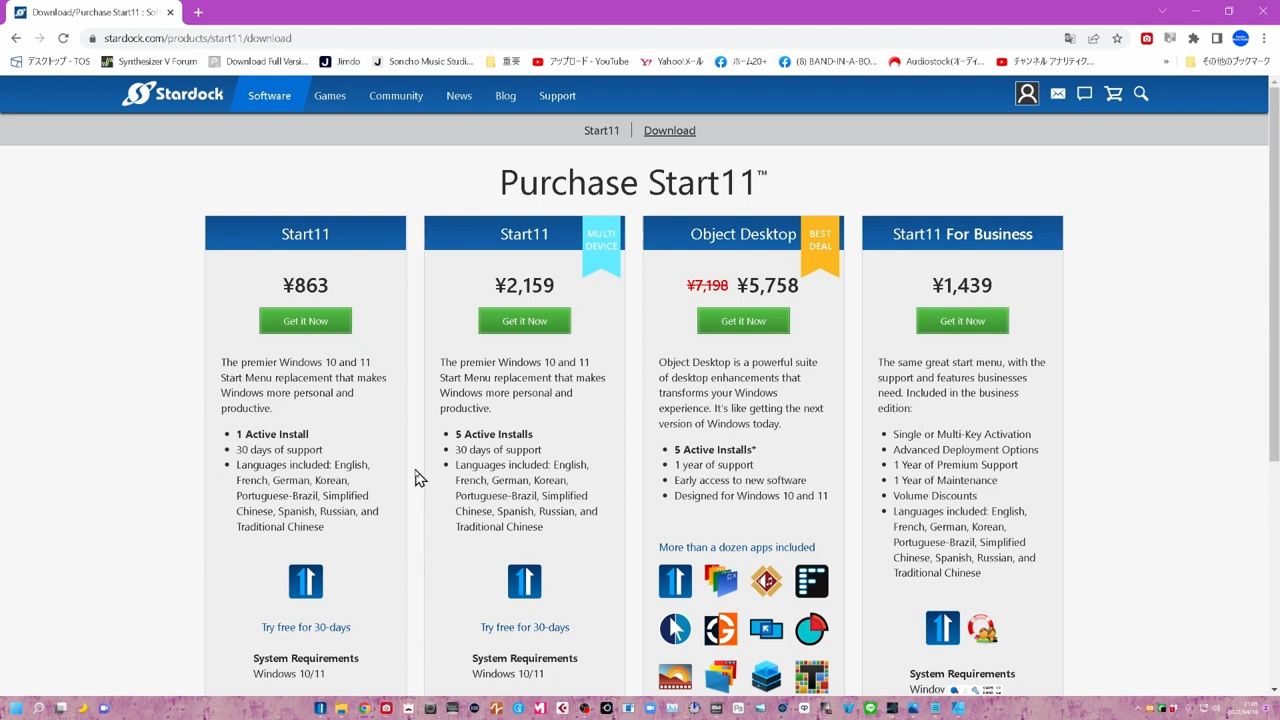 Download/Purchase Start11 : Sof
stardock.com/products/start11/download
デスクトップ - TOS
Synthesizer V Forum
Download Full Versi...
Jimdo
Soncho Music Studi...
重要
アップロード - YouTube
Yahoo!メール
ホーム20+
(8) BAND-IN-A-BO...
Audiostock(オーディ...
チャンネル アナリティク...
»
その他のブックマーク
Stardock
Software
Games
Community
News
Blog
Support
Start11
Download
Purchase Start11™
Start11
¥863
Get it Now
The premier Windows 10 and 11
Start Menu replacement that makes
Windows more personal and
productive.
• 1 Active Install
• 30 days of support
• Languages included: English,
French, German, Korean,
Portuguese-Brazil, Simplified
Chinese, Spanish, Russian, and
Traditional Chinese
Try free for 30-days
System Requirements
Windows 10/11
Start11
MULTI
DEVICE
¥2,159
Get it Now
The premier Windows 10 and 11
Start Menu replacement that makes
Windows more personal and
productive.
• 5 Active Installs
• 30 days of support
• Languages included: English,
French, German, Korean,
Portuguese-Brazil, Simplified
Chinese, Spanish, Russian, and
Traditional Chinese
Try free for 30-days
System Requirements
Windows 10/11
Object Desktop
BEST
DEAL
¥7,198 ¥5,758
Get it Now
Object Desktop is a powerful suite
of desktop enhancements that
transforms your Windows
experience. It's like getting the next
version of Windows today.
• 5 Active Installs*
• 1 year of support
• Early access to new software
• Designed for Windows 10 and 11
More than a dozen apps included
Start11 For Business
¥1,439
Get it Now
The same great start menu, with the
support and features businesses
need. Included in the business
edition:
• Single or Multi-Key Activation
• Advanced Deployment Options
• 1 Year of Premium Support
• 1 Year of Maintenance
• Volume Discounts
• Languages included: English,
French, German, Korean,
Portuguese-Brazil, Simplified
Chinese, Spanish, Russian, and
Traditional Chinese
System Requirements
Window
21:05
2022/04/16